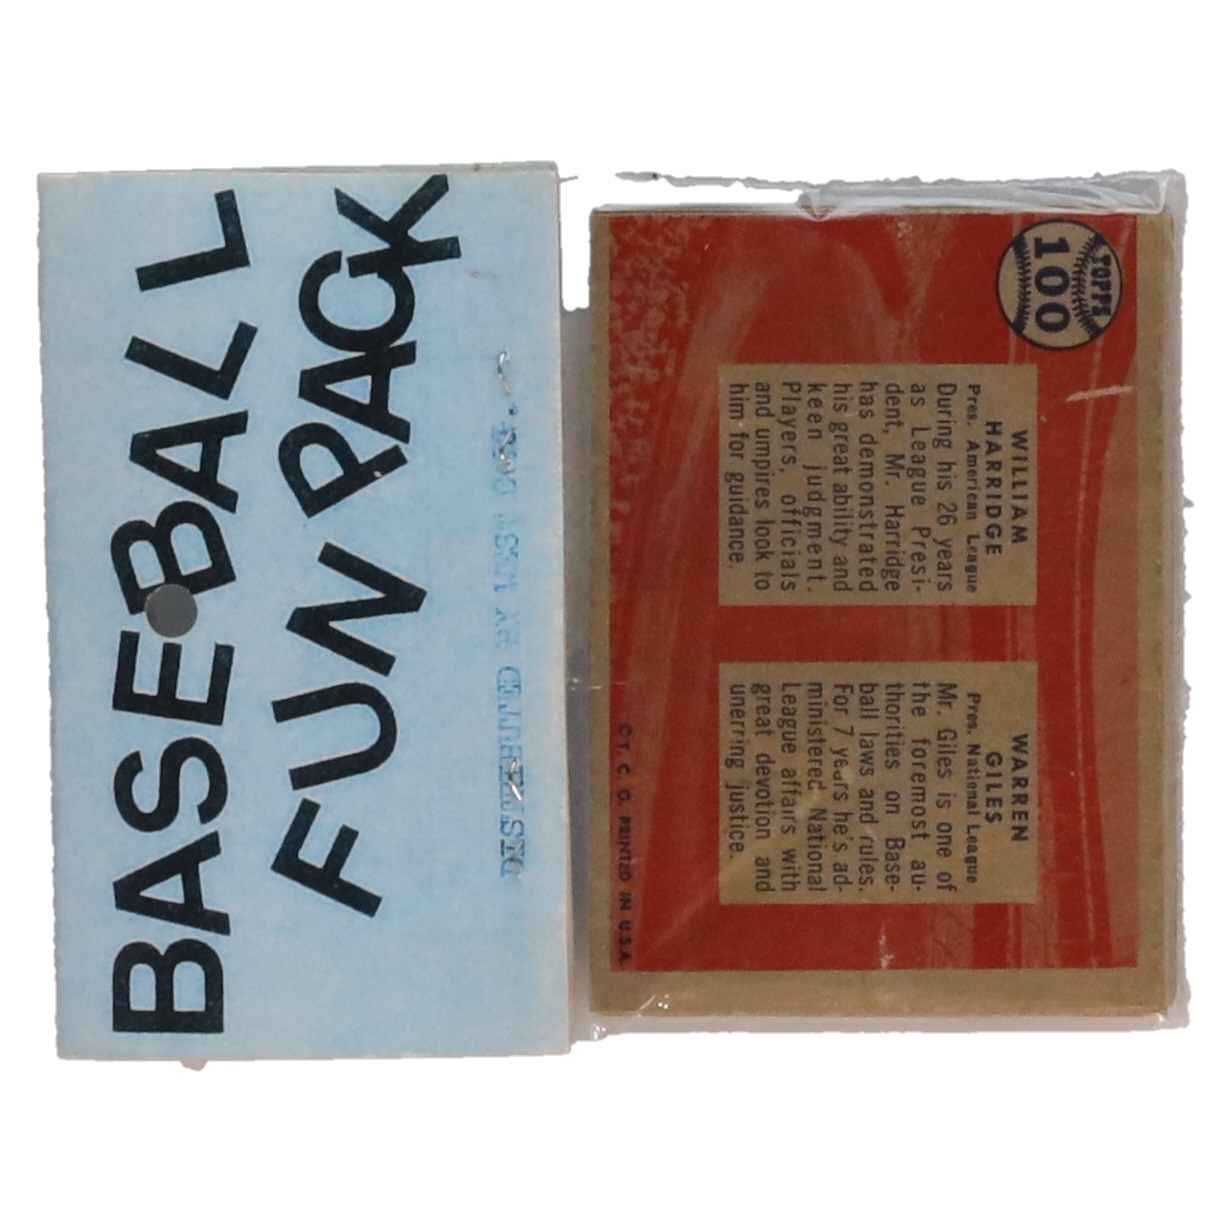 BASEBALL
FUN PACK
TOPPS
100
WILLIAM
HARRIDGE
Pres. American League
During his 26 years
as League Presi-
dent, Mr. Harridge
has demonstrated
his great ability and
keen judgment.
Players, officials
and umpires look to
him for guidance.
WARREN
GILES
Pres. National League
Mr. Giles is one of
the foremost au-
thorities on Base-
ball laws and rules.
For 7 years he's ad-
ministered National
League affairs with
great devotion and
unerring justice.
© T. C. G. PRINTED IN U.S.A.